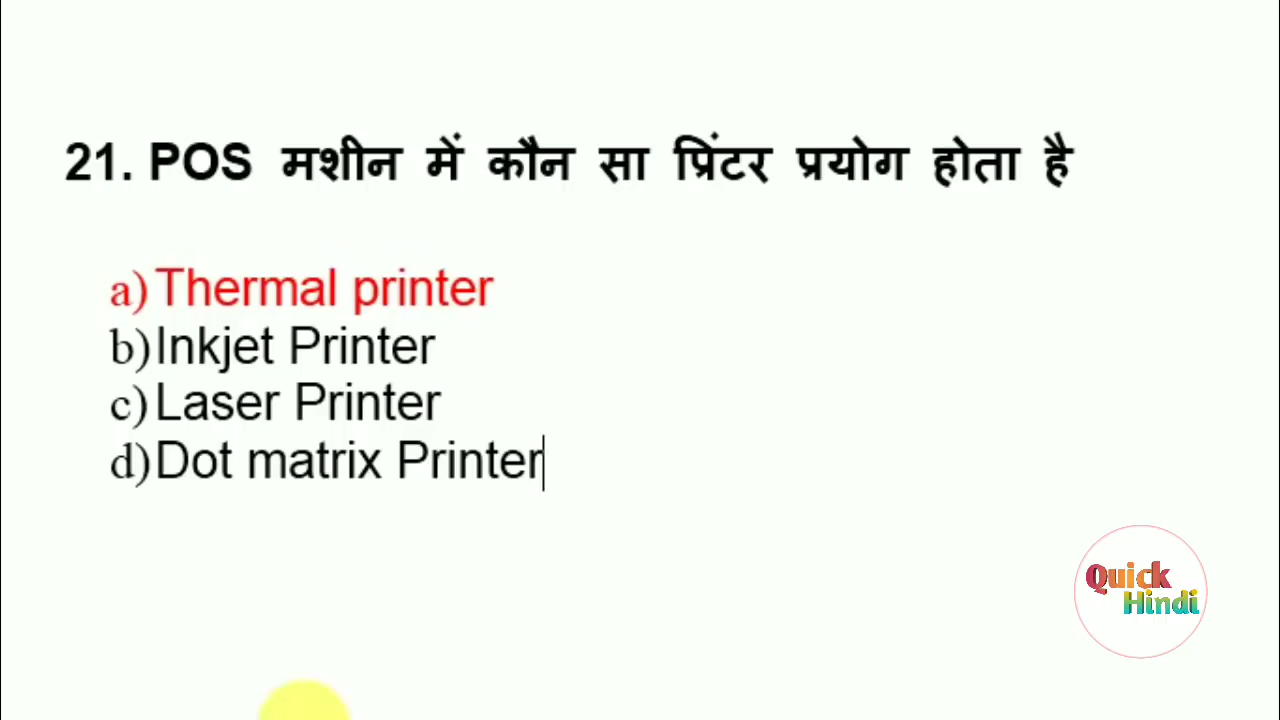 21. POS मशीन में कौन सा प्रिंटर प्रयोग होता है
a) Thermal printer
b) Inkjet Printer
c) Laser Printer
d) Dot matrix Printer
Quick
Hindi